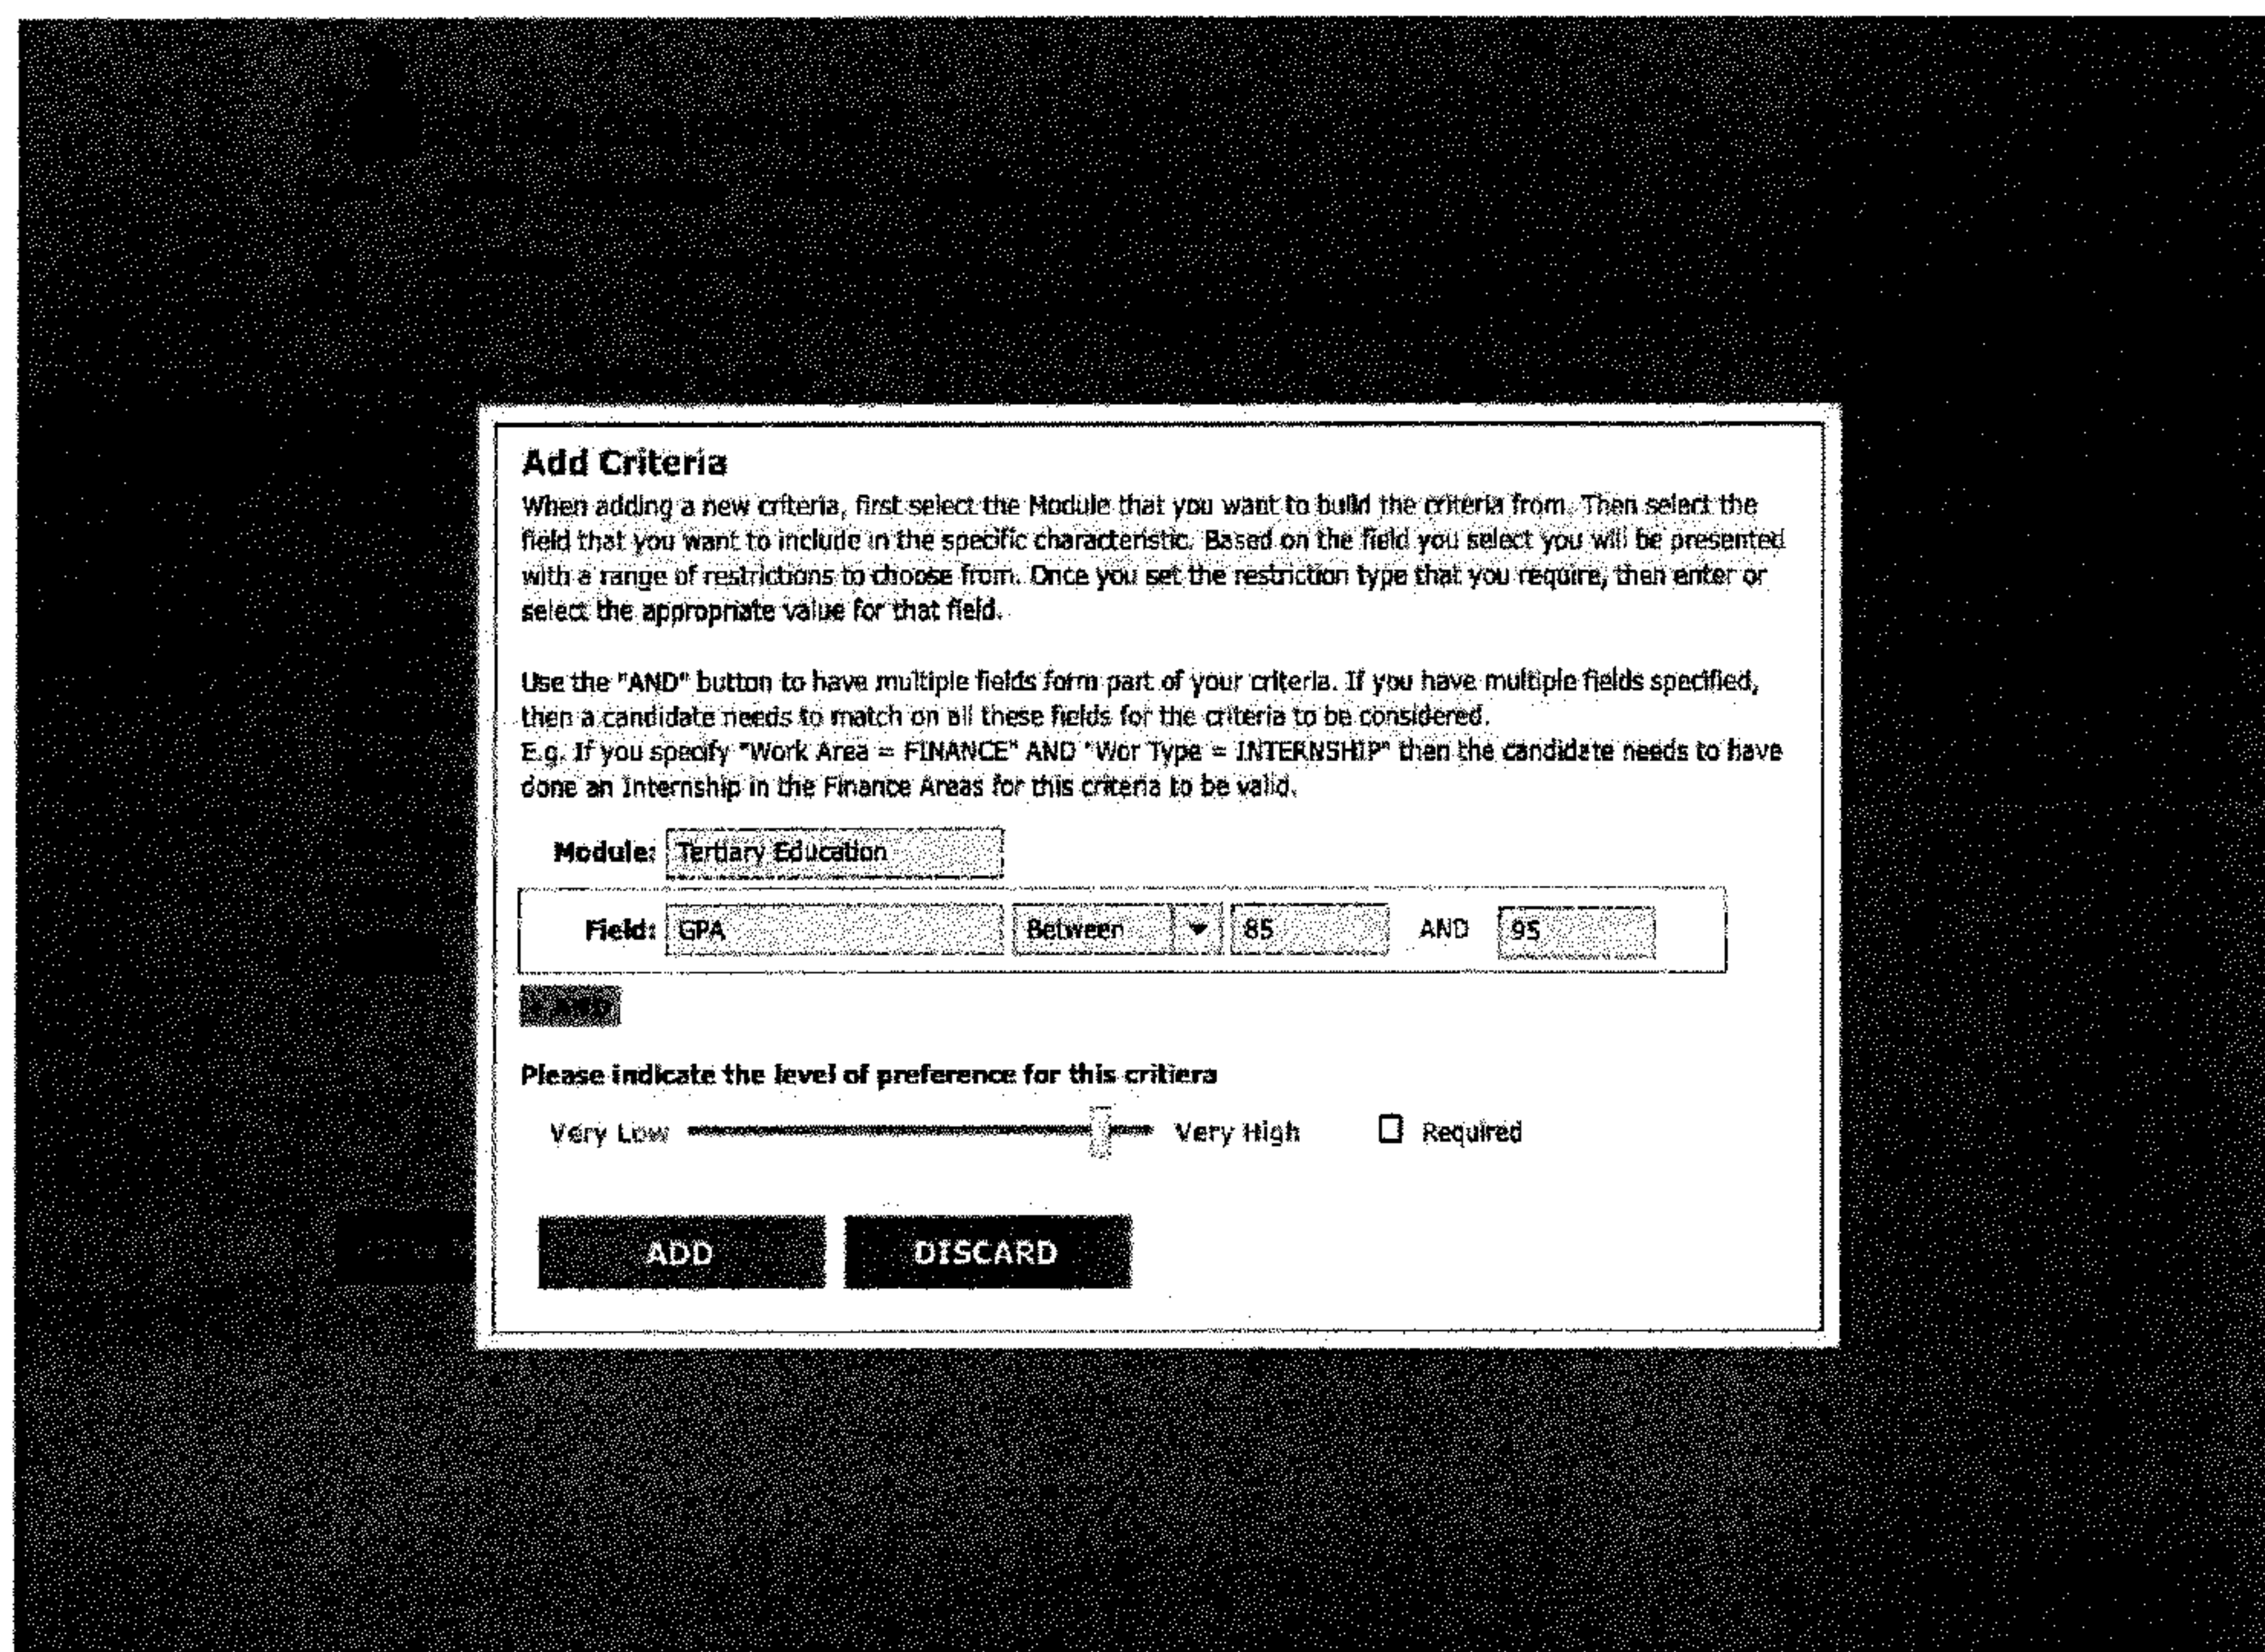 Add Criteria
When adding a new criteria, first select the Module that you want to build the criteria from. Then select the
field that you want to include in the specific characteristic. Based on the field you select you will be presented
with a range of restrictions to choose from. Once you set the restriction type that you require, then enter or
select the appropriate value for that field.
Use the "AND" button to have multiple fields form part of your criteria. If you have multiple fields specified,
then a candidate needs to match on all these fields for the criteria to be considered.
E.g. If you specify "Work Area = FINANCE" AND "Wor Type = INTERNSHIP" then the candidate needs to have
done an Internship in the Finance Areas for this criteria to be valid.
Module: Tertiary Education
Field: GPA Between 85 AND 95
Please indicate the level of preference for this critiera
Very Low Very High Required
ADD DISCARD